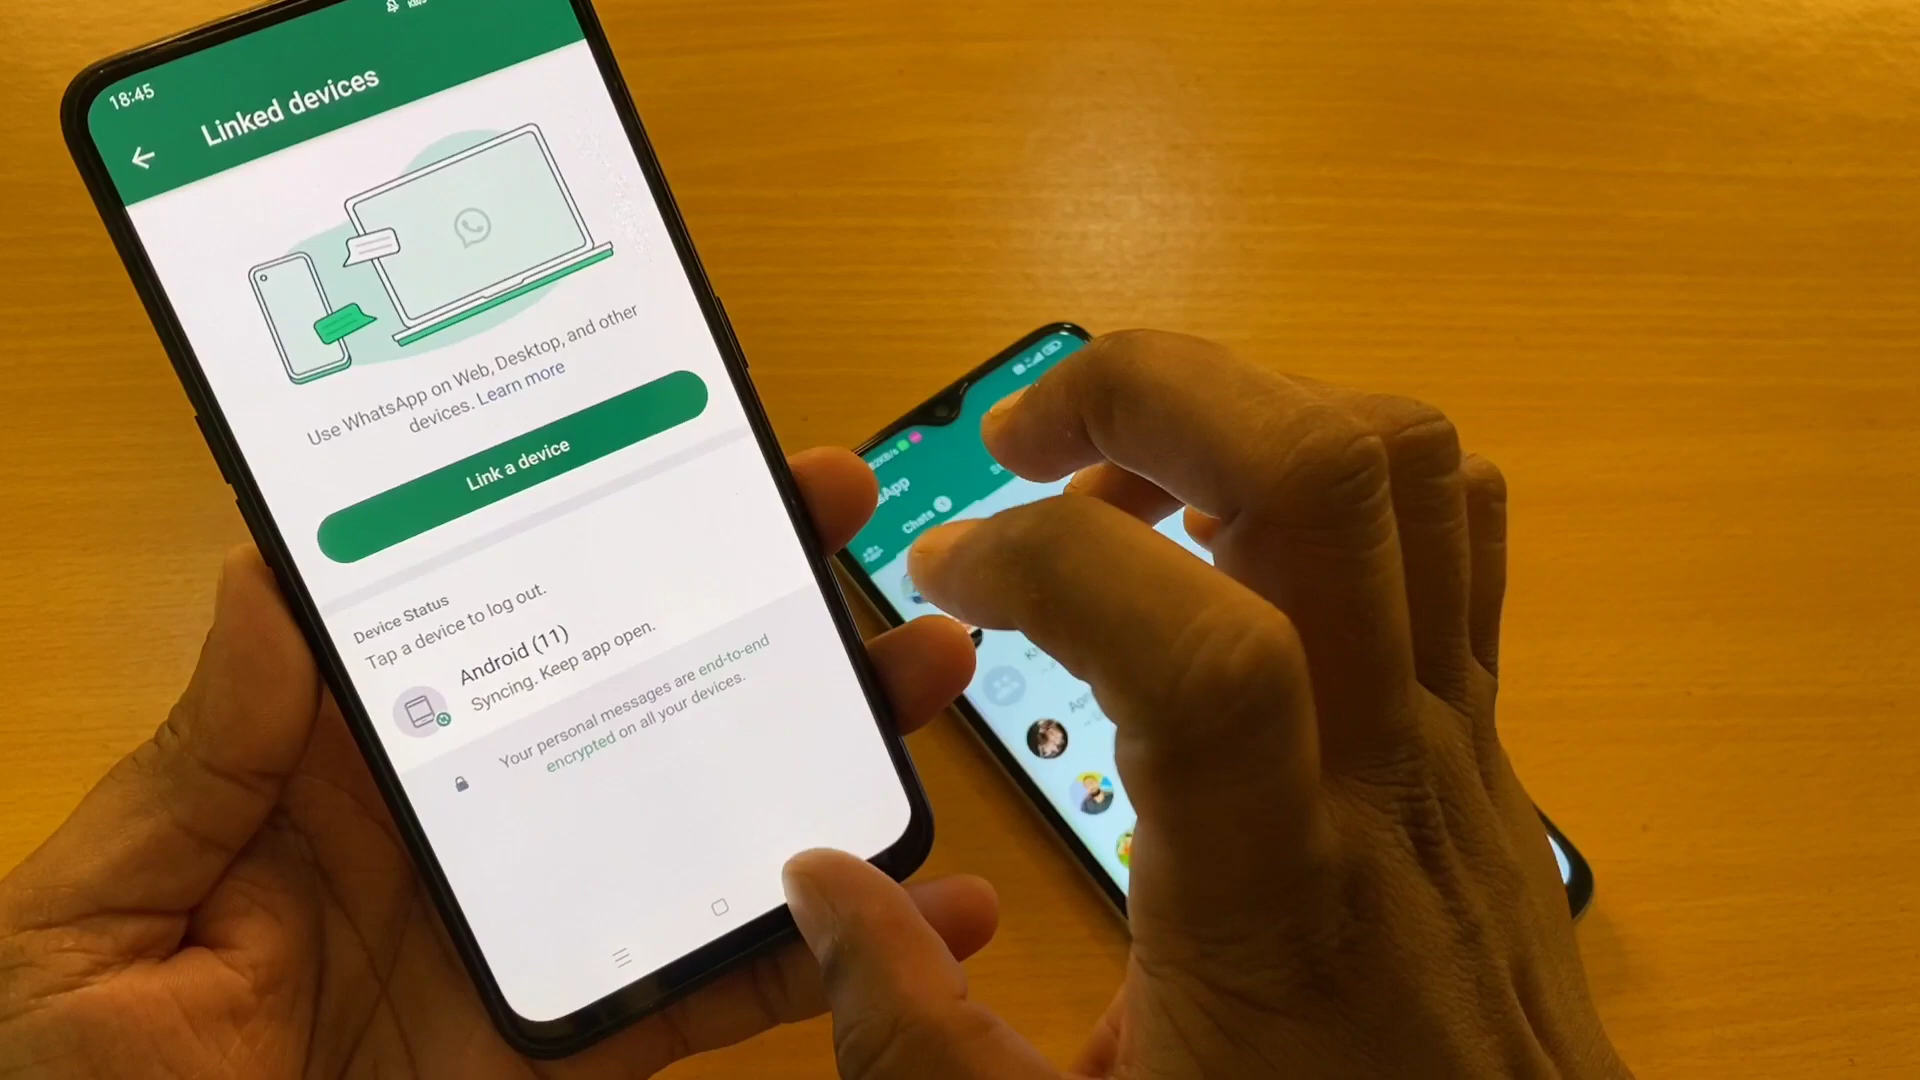 18:45
Linked devices
Use WhatsApp on Web, Desktop, and other
devices. Learn more
Link a device
Device Status
Tap a device to log out.
Android (11)
Syncing. Keep app open.
Your personal messages are end-to-end
encrypted on all your devices.
sApp
Chats